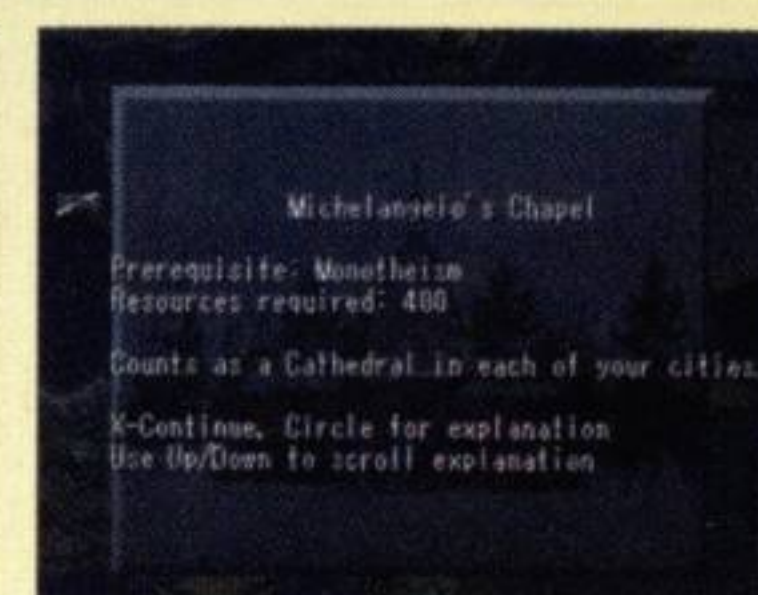 Michelangelo's Chapel
Prerequisite: Monotheism
Resources required: 400
Counts as a Cathedral in each of your cities
X-Continue, Circle for explanation
Use Up/Down to scroll explanation